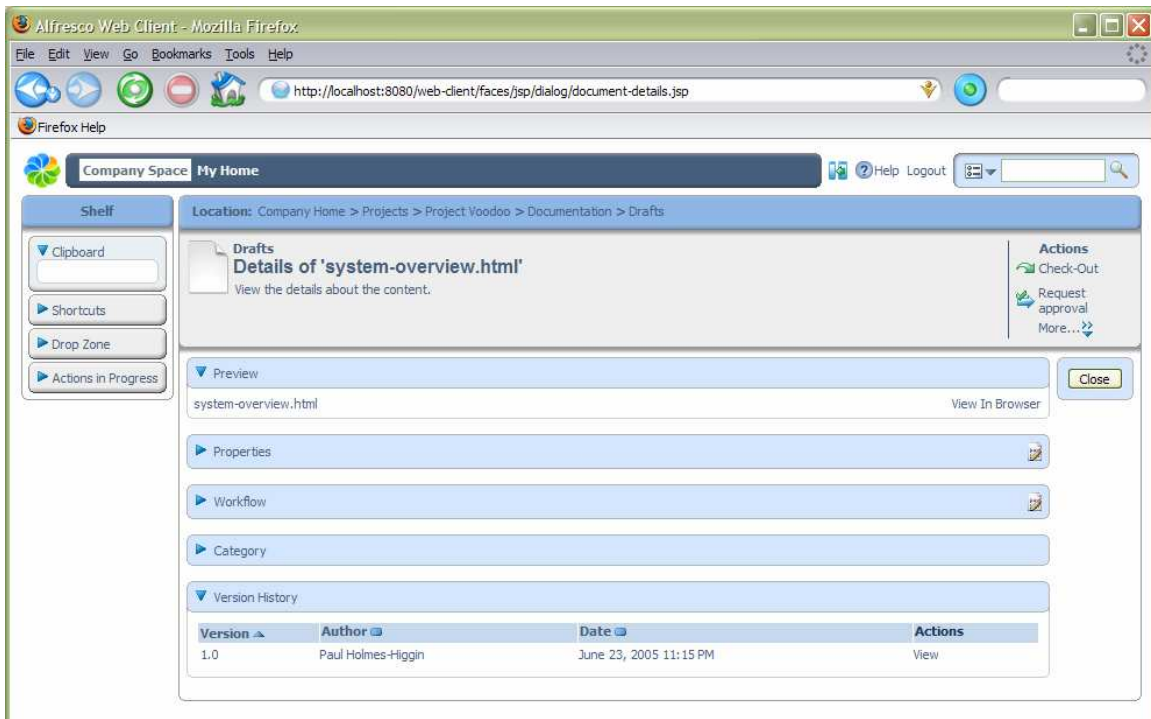 Alfresco Web Client - Mozilla Firefox
File Edit View Go Bookmarks Tools Help
http://localhost:8080/web-client/faces/jsp/dialog/document-details.jsp
Firefox Help
Company Space My Home Help Logout
Shelf
Clipboard
Shortcuts
Drop Zone
Actions in Progress
Location: Company Home > Projects > Project Voodoo > Documentation > Drafts
Drafts
Details of 'system-overview.html'
View the details about the content.
Actions
Check-Out
Request
approval
More...
Preview
Close
system-overview.html View In Browser
Properties
Workflow
Category
Version History
Version Author Date Actions
1.0 Paul Holmes-Higgin June 23, 2005 11:15 PM View